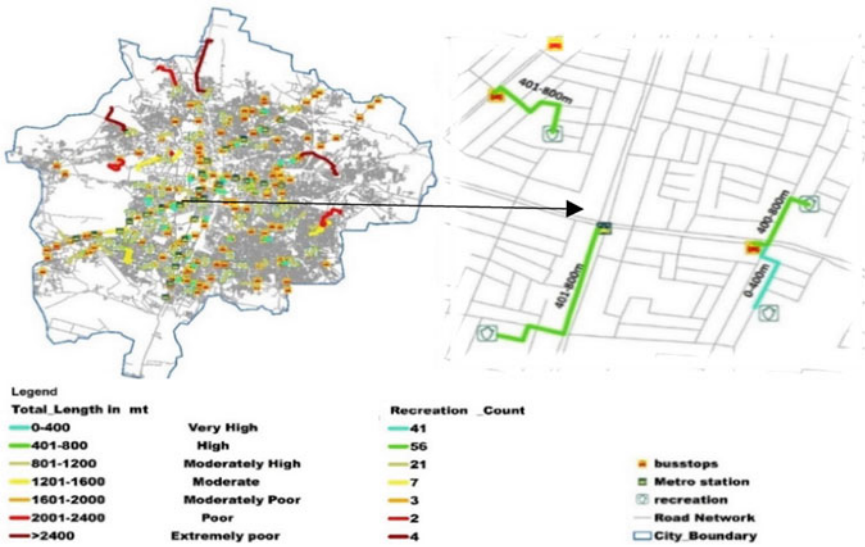 401-800m
400-800m
401-800m
0-400m
Legend
Total_Length in mt Recreation _Count
0-400 Very High 41
401-800 High 56
801-1200 Moderately High 21 busstops
1201-1600 Moderate 7 Metro station
1601-2000 Moderately Poor 3 recreation
2001-2400 Poor 2 Road Network
>2400 Extremely poor 4 City_Boundary